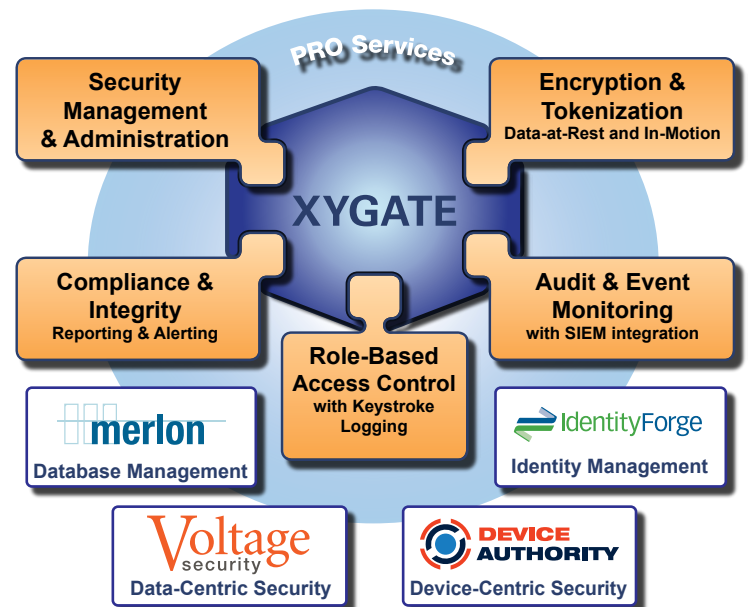 PRO Services
Security
Management
& Administration
Encryption &
Tokenization
Data-at-Rest and In-Motion
XYGATE
Compliance &
Integrity
Reporting & Alerting
Audit & Event
Monitoring
with SIEM integration
Role-Based
Access Control
with Keystroke
Logging
merlon
Database Management
IdentityForge
Identity Management
Voltage
security
Data-Centric Security
DEVICE
AUTHORITY
Device-Centric Security